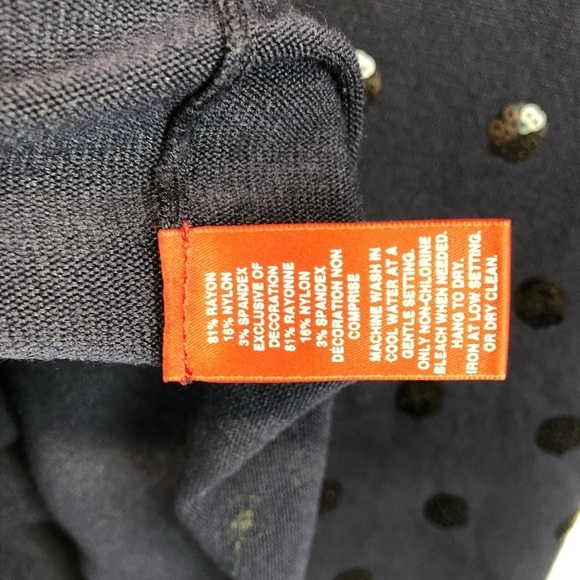 81% RAYON
16% NYLON
3% SPANDEX
EXCLUSIVE OF
DECORATION
81% RAYONNE
16% NYLON
3% SPANDEX
DÉCORATION NON
COMPRISE
MACHINE WASH IN
COOL WATER AT A
GENTLE SETTING.
ONLY NON-CHLORINE
BLEACH WHEN NEEDED.
HANG TO DRY.
IRON AT LOW SETTING.
OR DRY CLEAN.